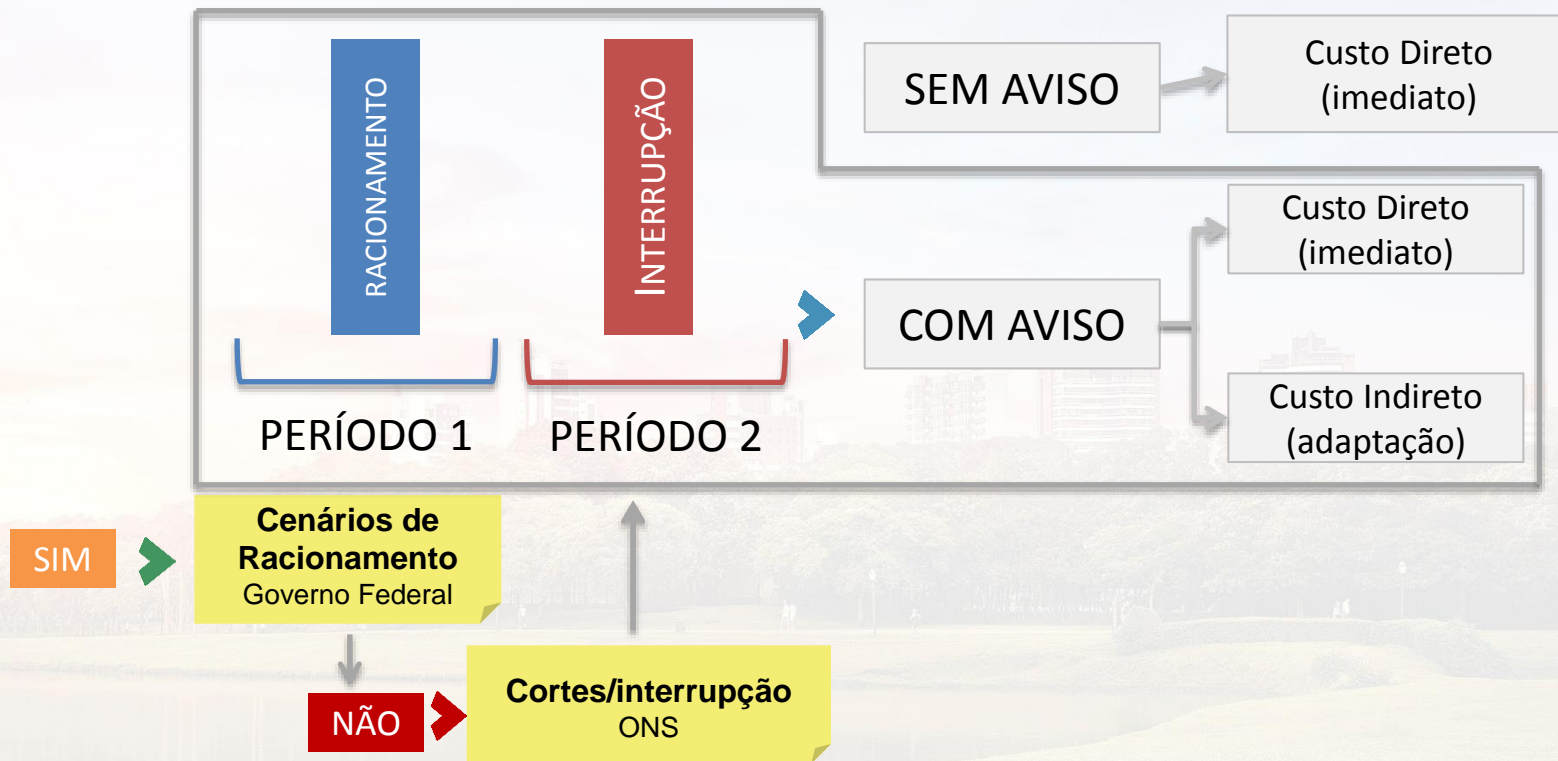 RACIONAMENTO
INTERRUPÇÃO
SEM AVISO
Custo Direto
(imediato)
COM AVISO
Custo Direto
(imediato)
Custo Indireto
(adaptação)
PERÍODO 1
PERÍODO 2
SIM
Cenários de
Racionamento
Governo Federal
NÃO
Cortes/interrupção
ONS